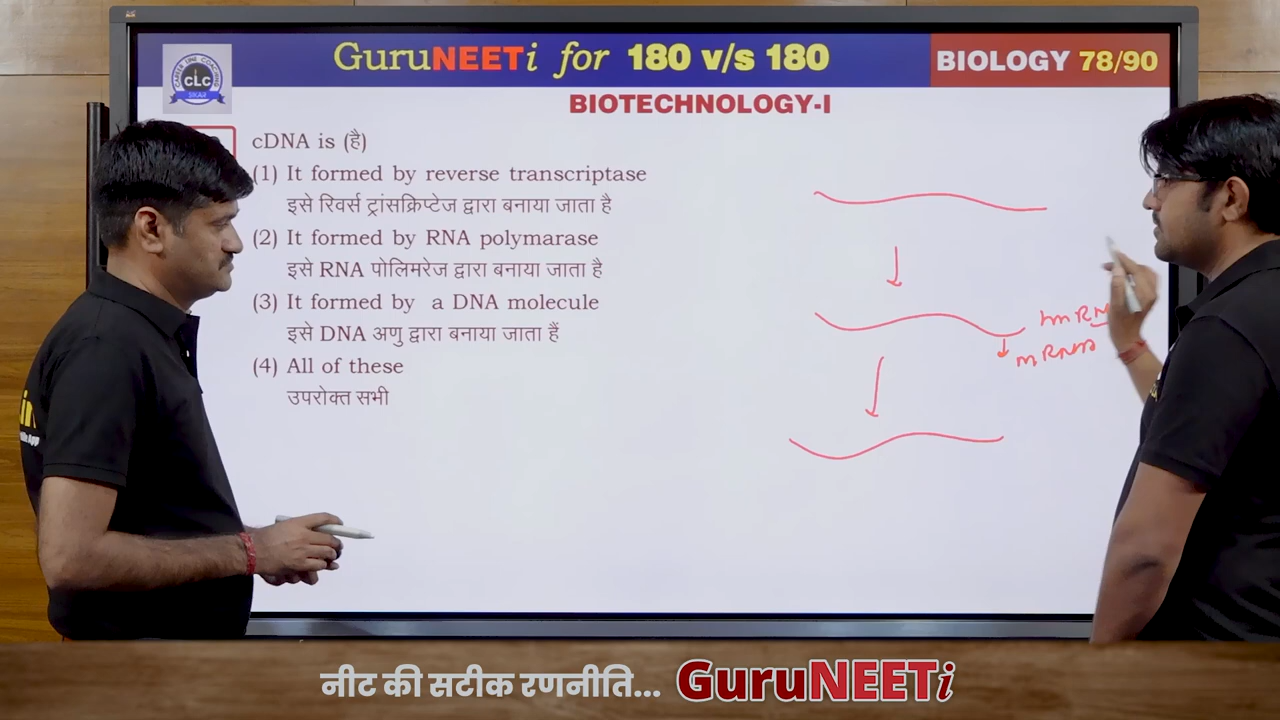 GuruNEETi for 180 v/s 180
BIOLOGY 78/90
CLC
SIKAR
BIOTECHNOLOGY-I
cDNA is (है)
(1) It formed by reverse transcriptase
इसे रिवर्स ट्रांसक्रिप्टेज द्वारा बनाया जाता है
(2) It formed by RNA polymarase
इसे RNA पोलिमरेज द्वारा बनाया जाता है
(3) It formed by a DNA molecule
इसे DNA अणु द्वारा बनाया जाता हैं
(4) All of these
उपरोक्त सभी
mRNA
नीट की सटीक रणनीति... GuruNEETi